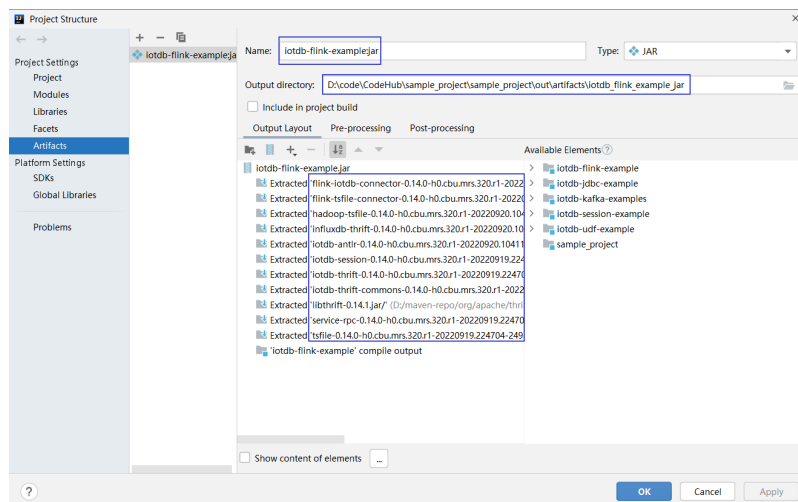 Project Structure
Project Settings
Project
Modules
Libraries
Facets
Artifacts
Platform Settings
SDKs
Global Libraries
Problems
iotdb-flink-example:ja
Name: iotdb-flink-example:jar
Type: JAR
Output directory: D:\code\CodeHub\sample_project\sample_project\out\artifacts\iotdb_flink_example_jar
Include in project build
Output Layout Pre-processing Post-processing
Available Elements
iotdb-flink-example.jar
Extracted 'flink-iotdb-connector-0.14.0-h0.cbu.mrs.320.r1-2022
Extracted 'flink-tsfile-connector-0.14.0-h0.cbu.mrs.320.r1-20220
Extracted 'hadoop-tsfile-0.14.0-h0.cbu.mrs.320.r1-20220920.104
Extracted 'influxdb-thrift-0.14.0-h0.cbu.mrs.320.r1-20220920.10
Extracted 'iotdb-antlr-0.14.0-h0.cbu.mrs.320.r1-20220920.10411
Extracted 'iotdb-session-0.14.0-h0.cbu.mrs.320.r1-20220919.224
Extracted 'iotdb-thrift-0.14.0-h0.cbu.mrs.320.r1-20220919.22470
Extracted 'iotdb-thrift-commons-0.14.0-h0.cbu.mrs.320.r1-2022
Extracted 'libthrift-0.14.1.jar/' (D:/maven-repo/org/apache/thri
Extracted 'service-rpc-0.14.0-h0.cbu.mrs.320.r1-20220919.22470
Extracted 'tsfile-0.14.0-h0.cbu.mrs.320.r1-20220919.224704-249
'iotdb-flink-example' compile output
iotdb-flink-example
iotdb-jdbc-example
iotdb-kafka-examples
iotdb-session-example
iotdb-udf-example
sample_project
Show content of elements ...
? OK Cancel Apply